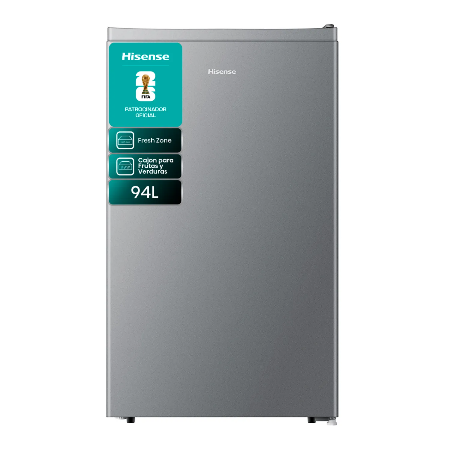 Hisense
FIFA
PATROCINADOR
OFICIAL
Hisense
Fresh Zone
Cajon para
Frutas y
Verduras
94L